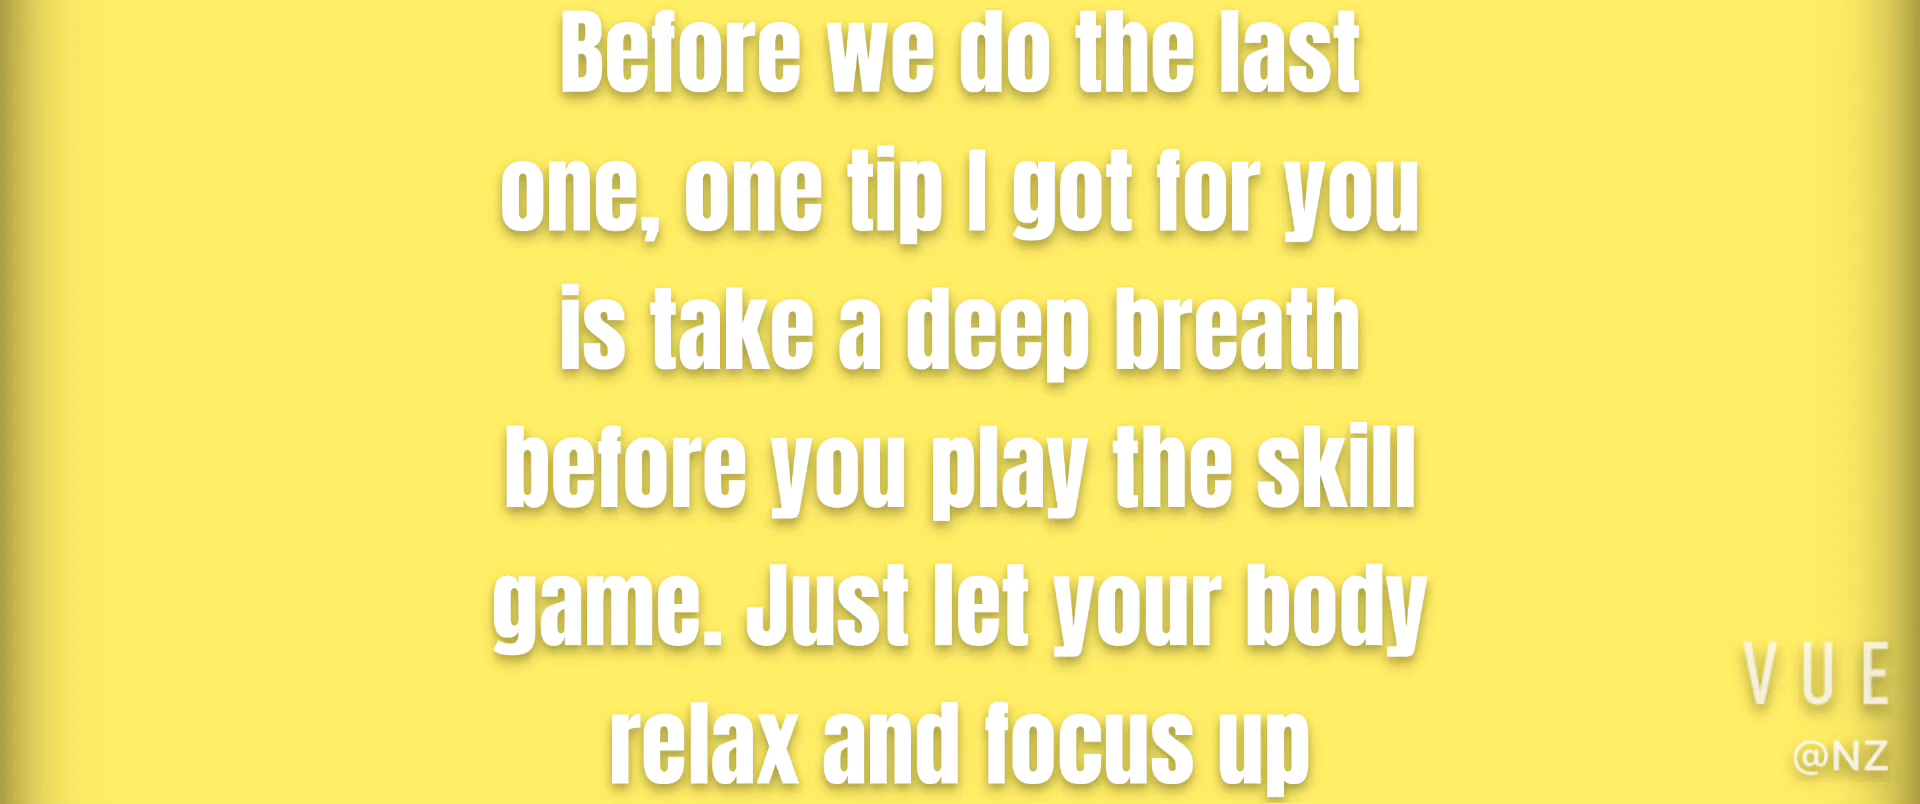 Before we do the last
one, one tip I got for you
is take a deep breath
before you play the skill
game. Just let your body
relax and focus up
VUE
@NZ